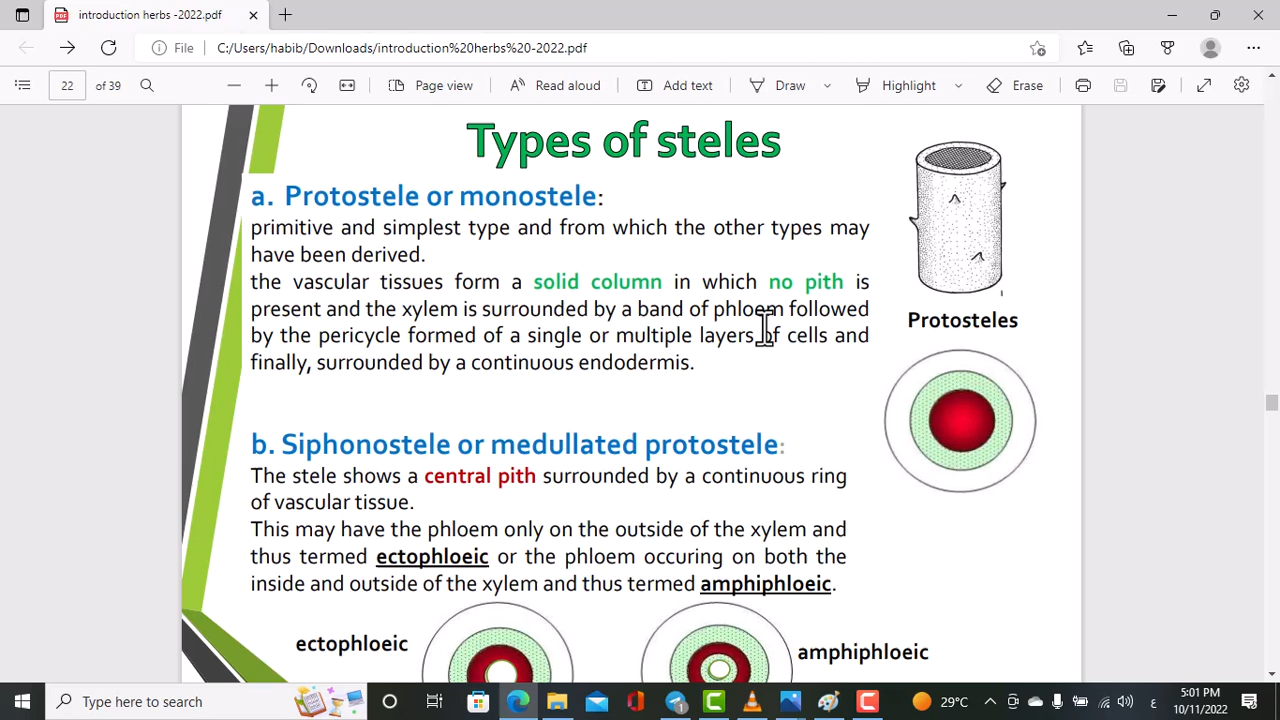 introduction herbs -2022.pdf
File
C:/Users/habib/Downloads/introduction%20herbs%20-2022.pdf
22
of 39
Page view
Read aloud
Add text
Draw
Highlight
Erase
Types of steles
a. Protostele or monostele:
primitive and simplest type and from which the other types may
have been derived.
the vascular tissues form a solid column in which no pith is
present and the xylem is surrounded by a band of phloem followed
by the pericycle formed of a single or multiple layers of cells and
finally, surrounded by a continuous endodermis.
Protosteles
b. Siphonostele or medullated protostele:
The stele shows a central pith surrounded by a continuous ring
of vascular tissue.
This may have the phloem only on the outside of the xylem and
thus termed ectophloeic or the phloem occuring on both the
inside and outside of the xylem and thus termed amphiphloeic.
ectophloeic
amphiphloeic
Type here to search
29°C
ع
5:01 PM
10/11/2022